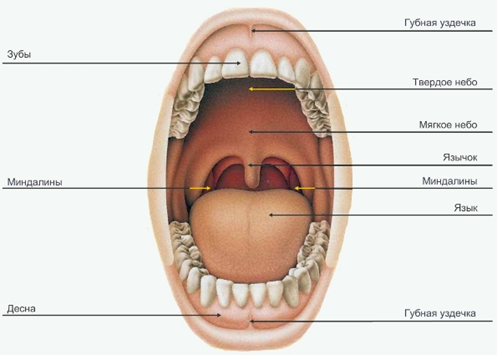 Губная уздечка
Зубы
Твердое небо
Мягкое небо
Язычок
Миндалины
Миндалины
Язык
Десна
Губная уздечка